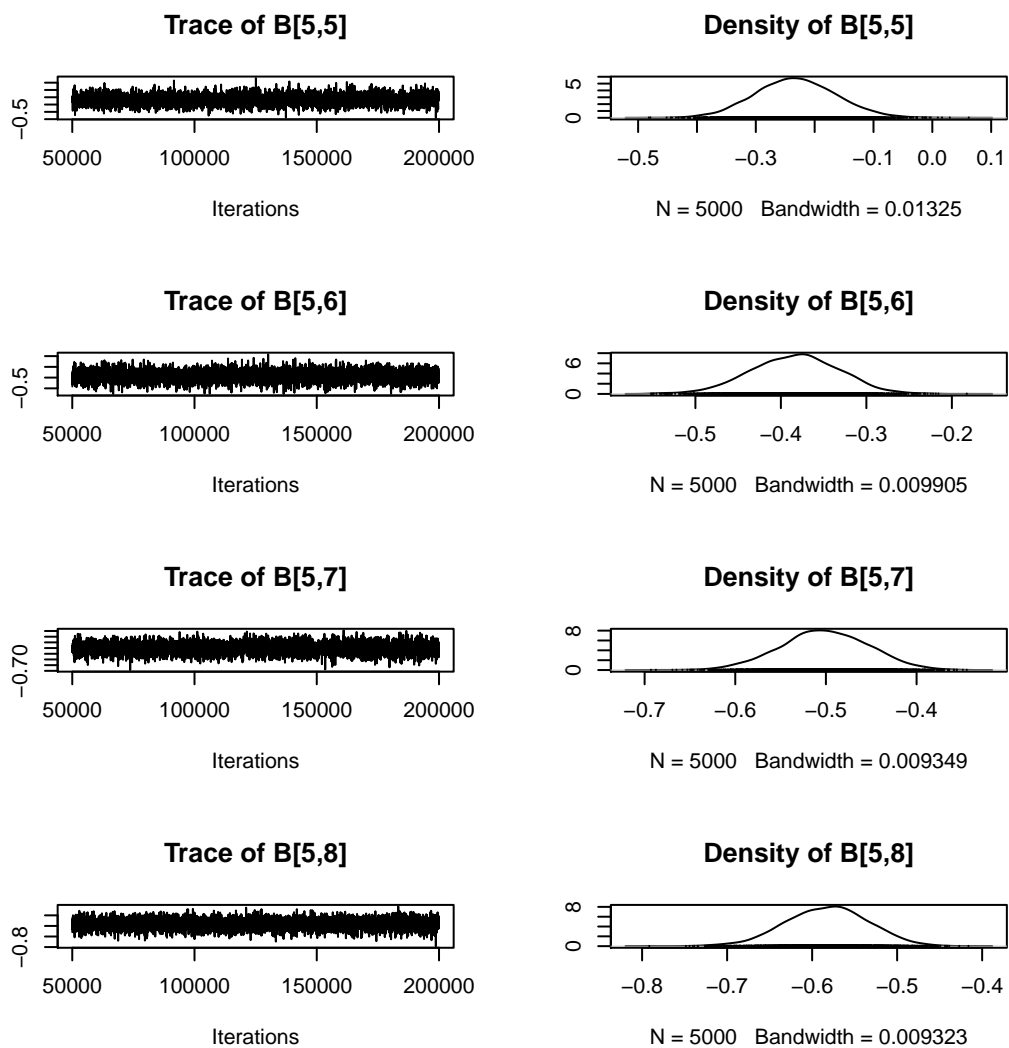 Trace of B[5,5]
−0.5
50000 100000 150000 200000
Iterations
Density of B[5,5]
0 5
−0.5 −0.3 −0.1 0.0 0.1
N = 5000 Bandwidth = 0.01325
Trace of B[5,6]
−0.5
50000 100000 150000 200000
Iterations
Density of B[5,6]
0 6
−0.5 −0.4 −0.3 −0.2
N = 5000 Bandwidth = 0.009905
Trace of B[5,7]
−0.70
50000 100000 150000 200000
Iterations
Density of B[5,7]
0 8
−0.7 −0.6 −0.5 −0.4
N = 5000 Bandwidth = 0.009349
Trace of B[5,8]
−0.8
50000 100000 150000 200000
Iterations
Density of B[5,8]
0 8
−0.8 −0.7 −0.6 −0.5 −0.4
N = 5000 Bandwidth = 0.009323